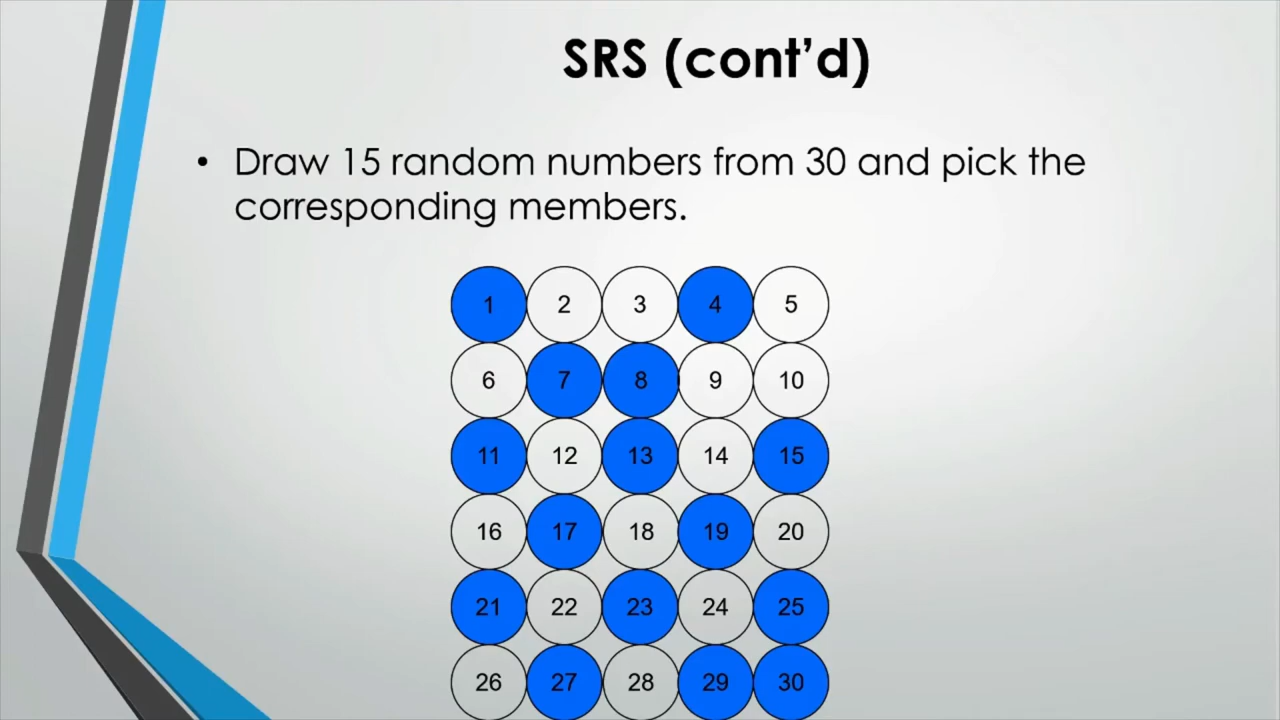 SRS (cont’d)
• Draw 15 random numbers from 30 and pick the
corresponding members.
1 2 3 4 5
6 7 8 9 10
11 12 13 14 15
16 17 18 19 20
21 22 23 24 25
26 27 28 29 30